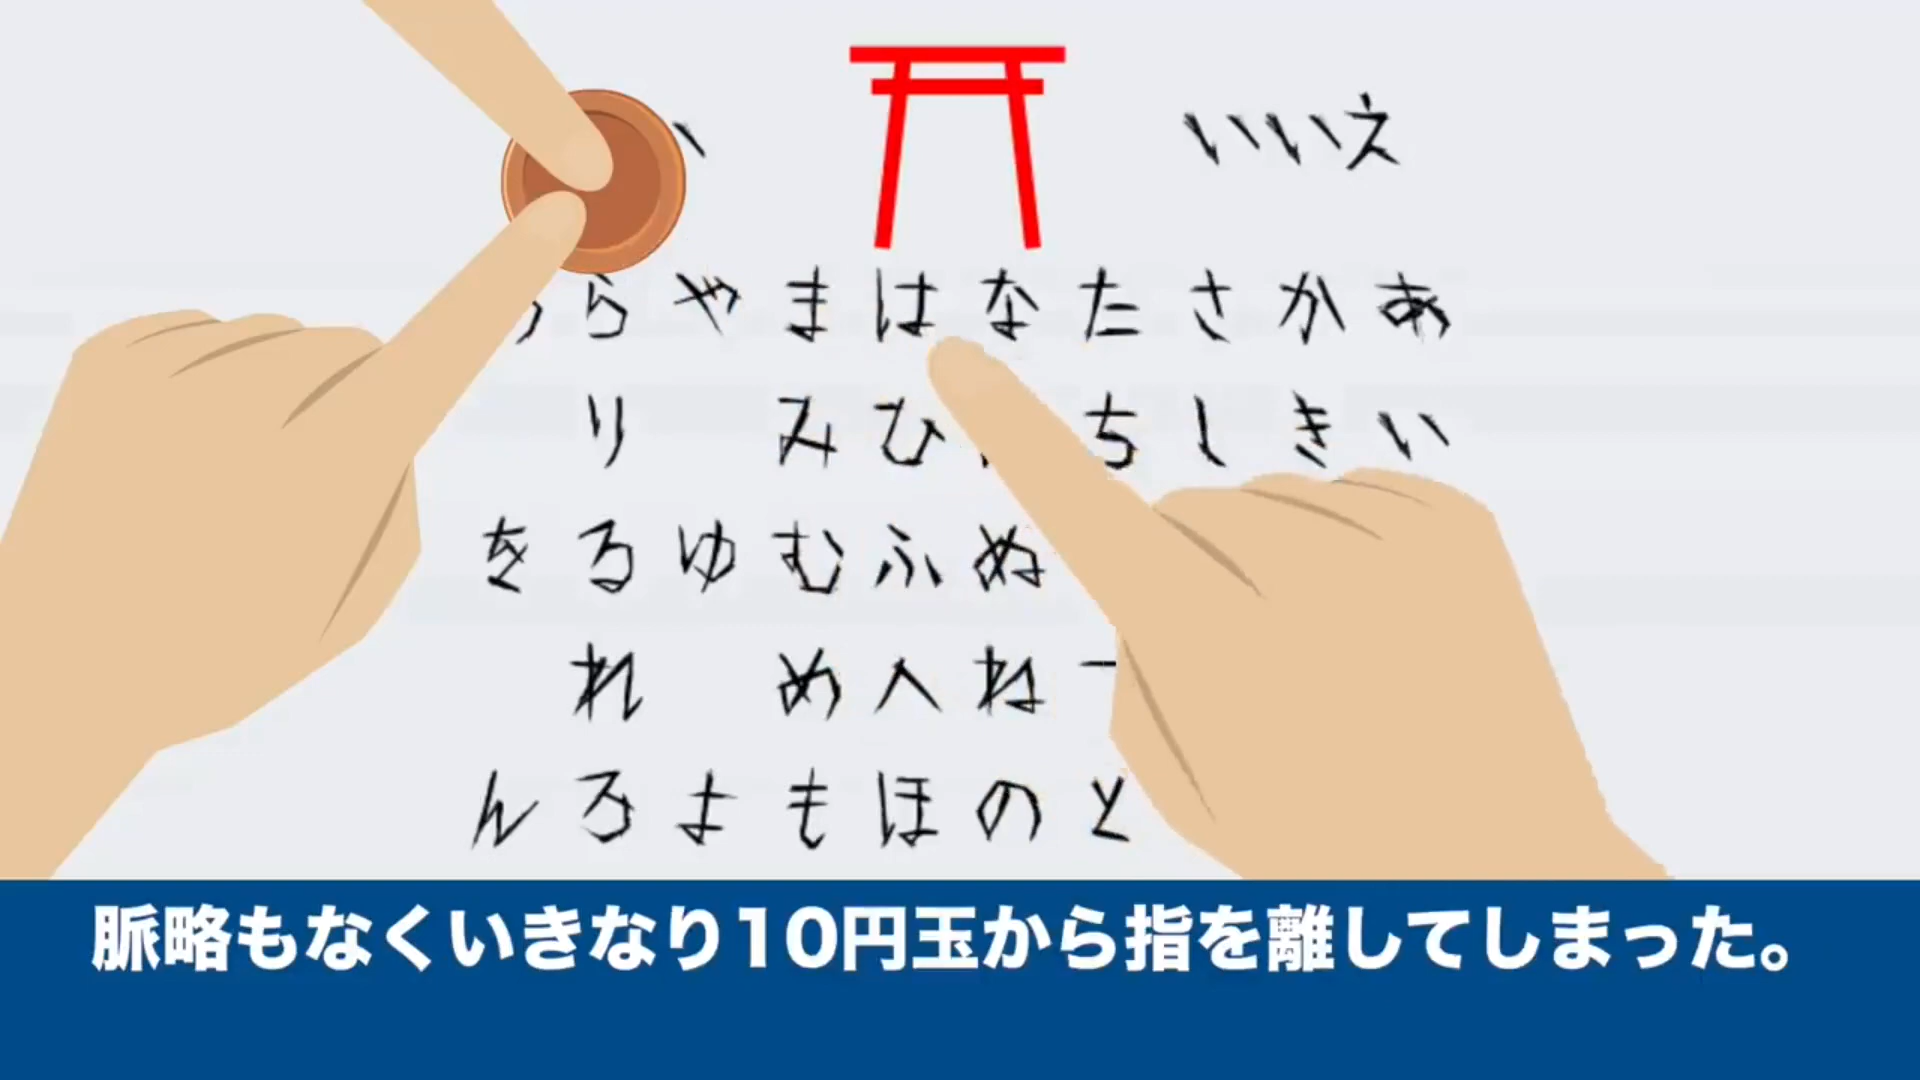 い いいえ
わらやまはなたさかあ
り みひ ちしきい
をるゆむふぬ
れ めへね
んろよもほのと
脈略もなくいきなり10円玉から指を離してしまった。